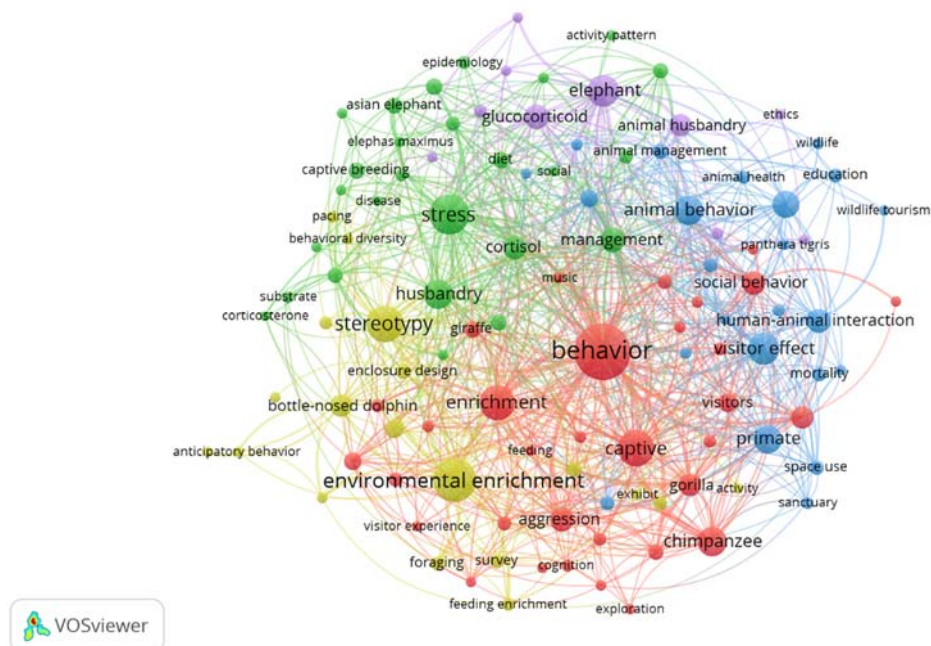 activity pattern
epidemiology
elephant
asian elephant
glucocorticoid
ethics
animal husbandry
elephas maximus
wildlife
diet
animal management
captive breeding
social
animal health
education
disease
stress
animal behavior
wildlife tourism
pacing
cortisol
management
behavioral diversity
panthera tigris
music
social behavior
husbandry
substrate
corticosterone
stereotypy
giraffe
human-animal interaction
behavior
visitor effect
enclosure design
mortality
bottle-nosed dolphin
enrichment
visitors
captive
primate
anticipatory behavior
feeding
space use
environmental enrichment
gorilla
activity
exhibit
sanctuary
visitor experience
aggression
chimpanzee
foraging
survey
cognition
feeding enrichment
exploration
VOSviewer